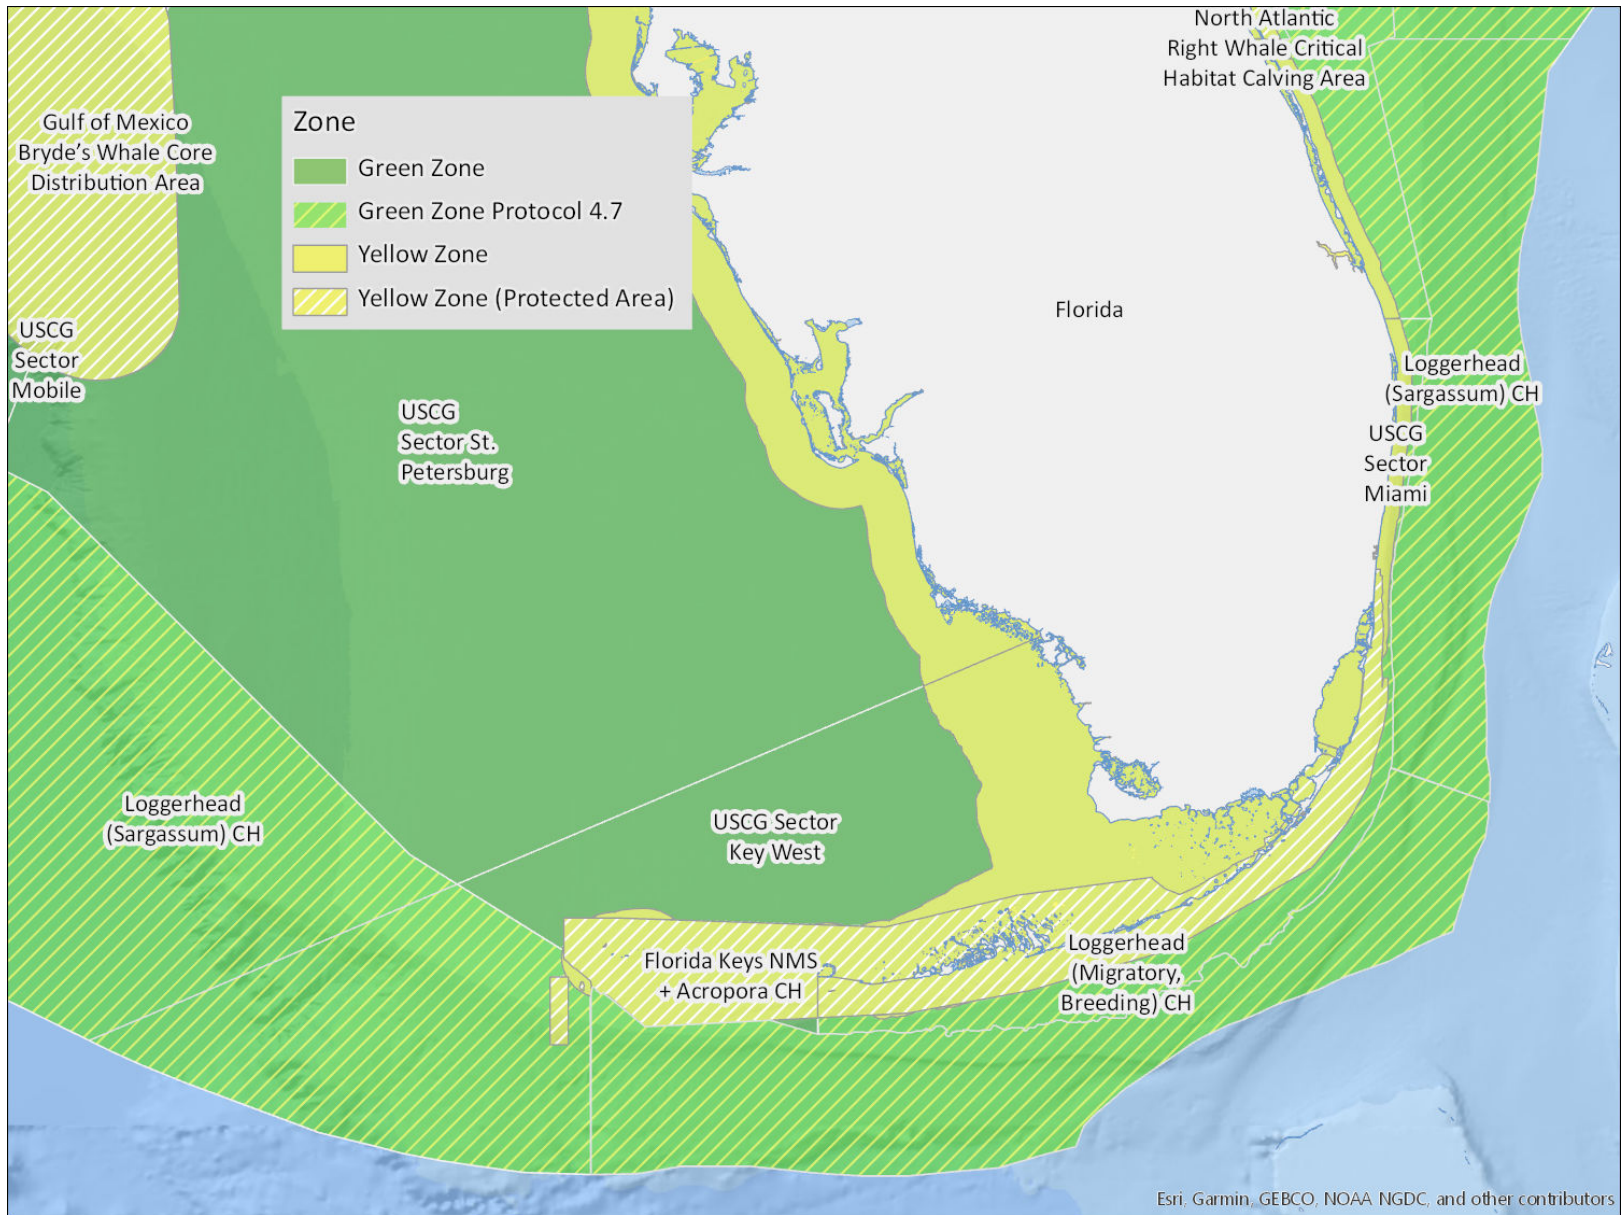 North Atlantic
Right Whale Critical
Habitat Calving Area
Gulf of Mexico
Bryde's Whale Core
Distribution Area
Zone
Green Zone
Green Zone Protocol 4.7
Yellow Zone
Yellow Zone (Protected Area)
Florida
USCG
Sector
Mobile
USCG
Sector St.
Petersburg
Loggerhead
(Sargassum) CH
USCG
Sector
Miami
Loggerhead
(Sargassum) CH
USCG Sector
Key West
Florida Keys NMS
+ Acropora CH
Loggerhead
(Migratory,
Breeding) CH
Esri, Garmin, GEBCO, NOAA NGDC, and other contributors